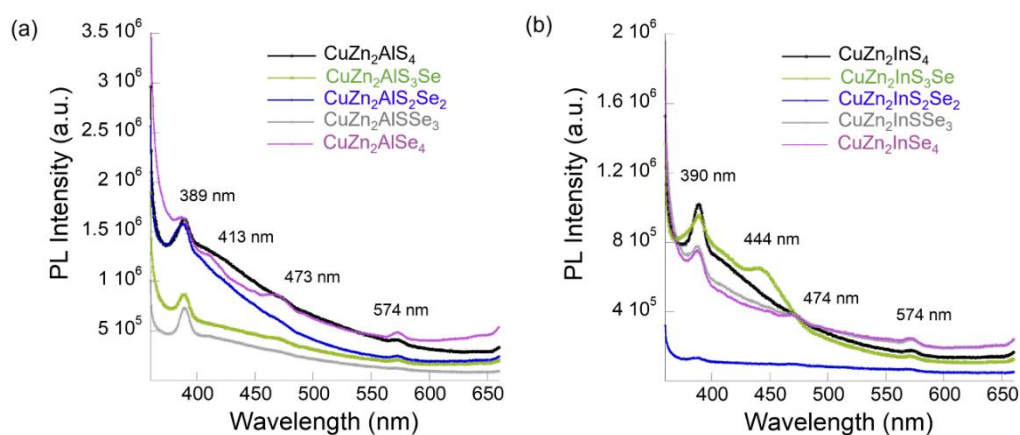 (a)
3.5 10⁶
3 10⁶
2.5 10⁶
2 10⁶
1.5 10⁶
1 10⁶
5 10⁵
PL Intensity (a.u.)
CuZn₂AlS₄
CuZn₂AlS₃Se
CuZn₂AlS₂Se₂
CuZn₂AlSSe₃
CuZn₂AlSe₄
389 nm
413 nm
473 nm
574 nm
400 450 500 550 600 650
Wavelength (nm)
(b)
2 10⁶
1.6 10⁶
1.2 10⁶
8 10⁵
4 10⁵
PL Intensity (a.u.)
CuZn₂InS₄
CuZn₂InS₃Se
CuZn₂InS₂Se₂
CuZn₂InSSe₃
CuZn₂InSe₄
390 nm
444 nm
474 nm
574 nm
400 450 500 550 600 650
Wavelength (nm)